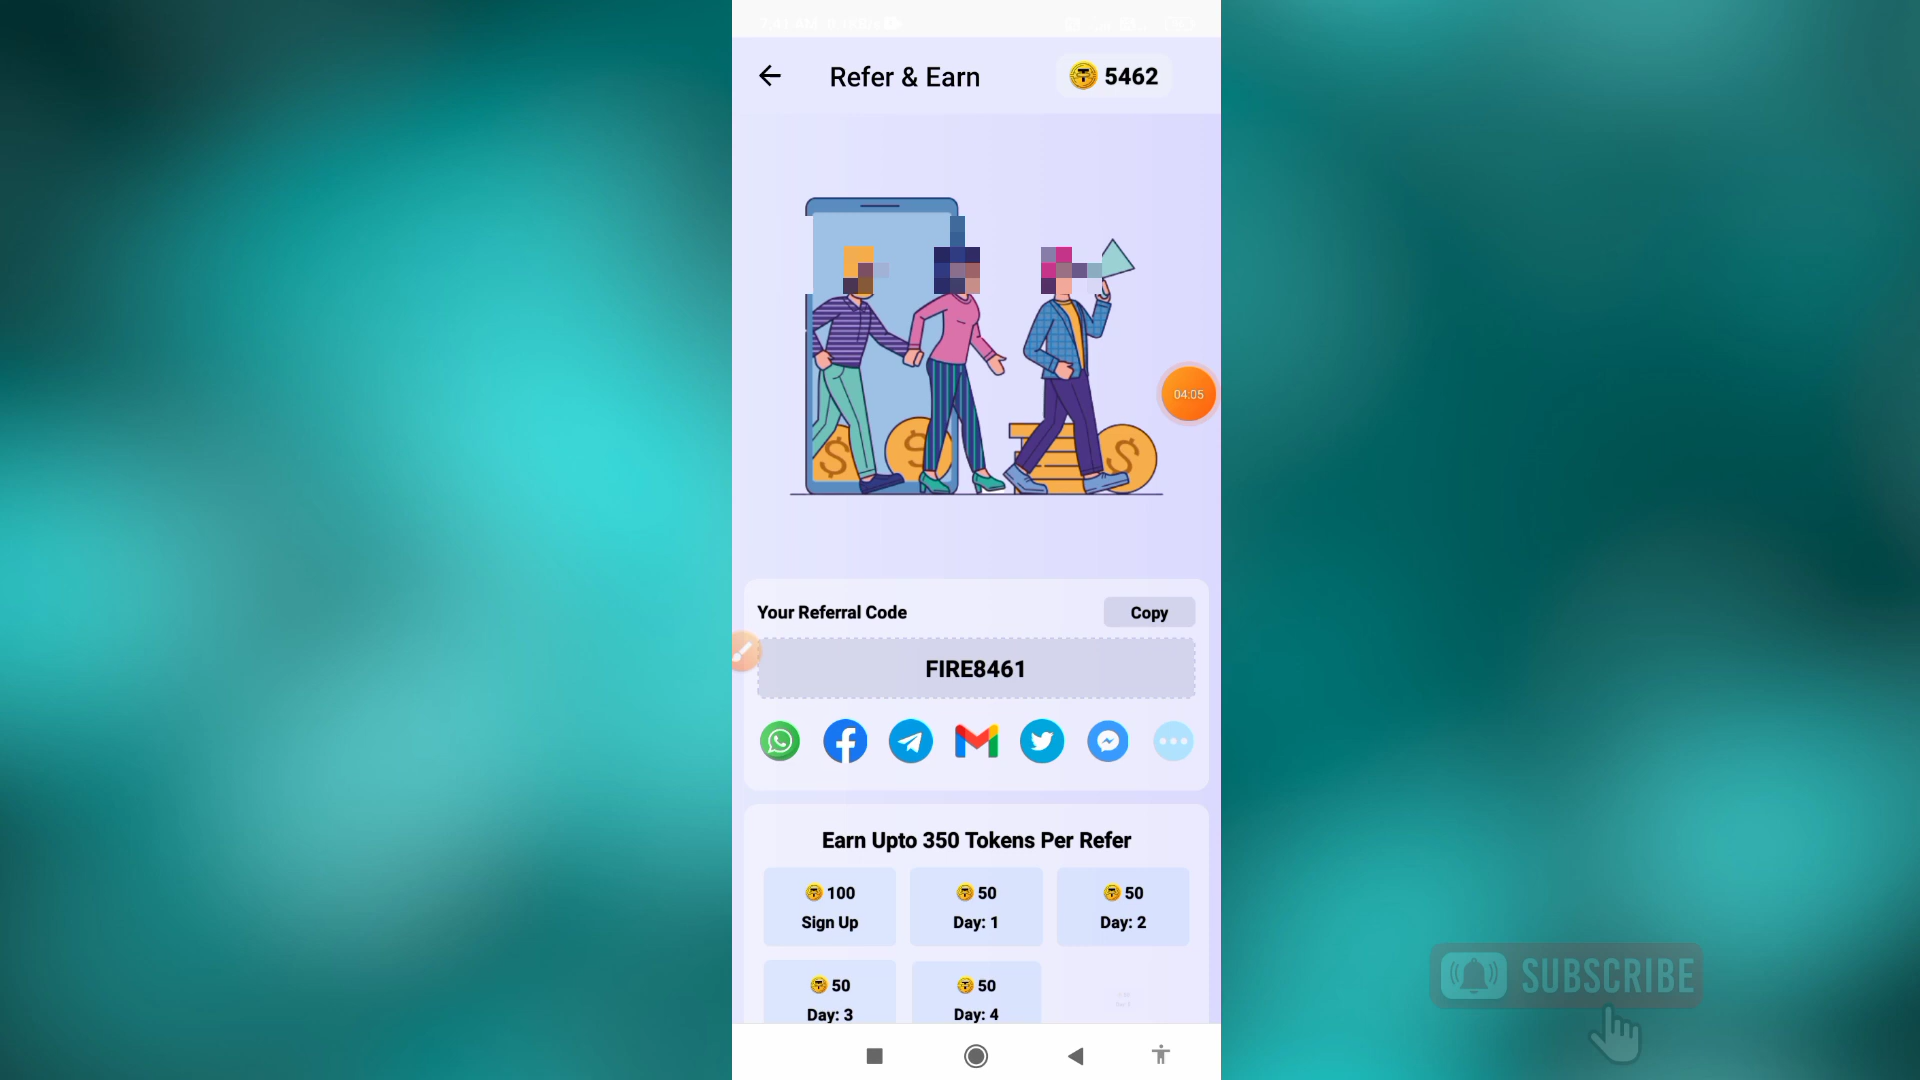 Refer & Earn
5462
04:05
Your Referral Code
Copy
FIRE8461
Earn Upto 350 Tokens Per Refer
100
Sign Up
50
Day: 1
50
Day: 2
50
Day: 3
50
Day: 4
SUBSCRIBE